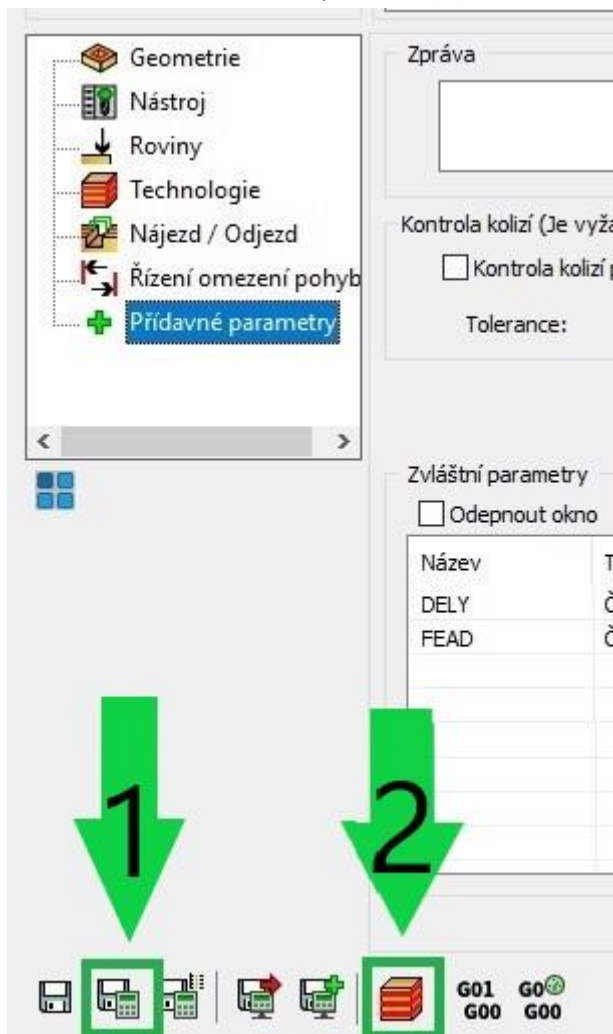 Geometrie
Nástroj
Roviny
Technologie
Nájezd / Odjezd
Řízení omezení pohyb
Přídavné parametry
Zpráva
Kontrola kolizí (Je vyža
Kontrola kolizí p
Tolerance:
Zvláštní parametry
Odepnout okno
Název T
DELY Č
FEAD Č
1
2
G01 G0
G00 G00